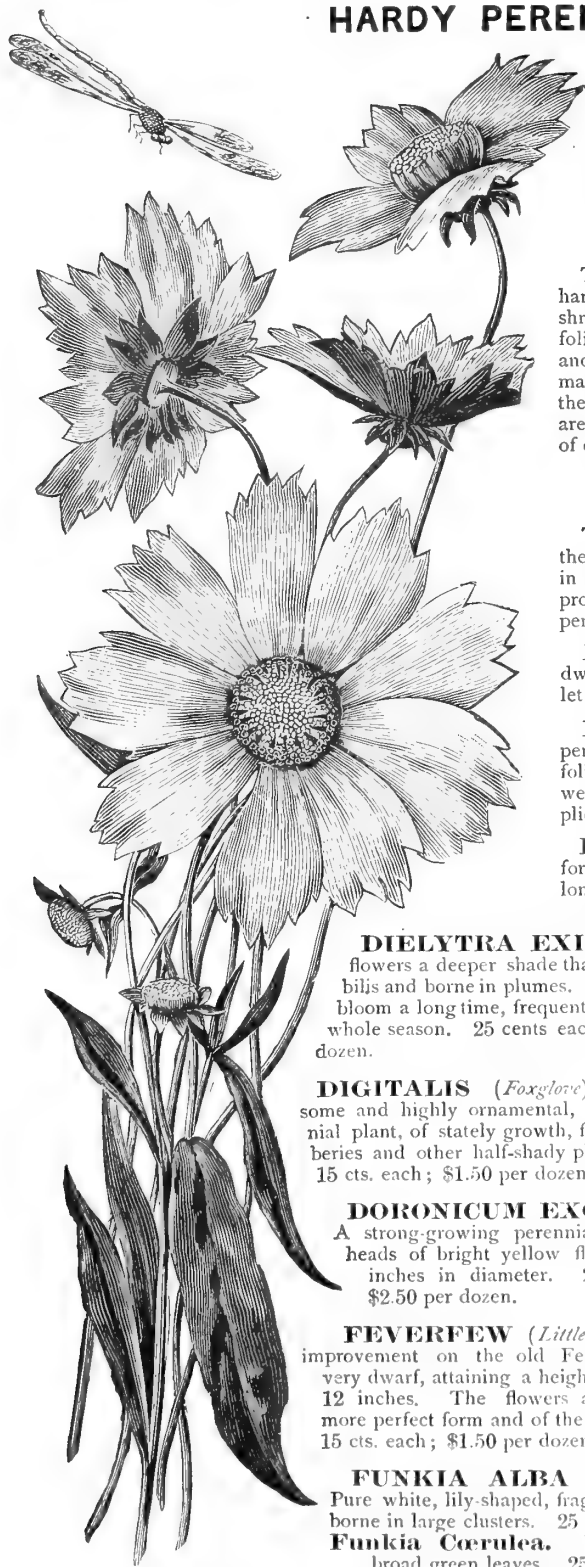 HARDY PERE
har
shr
foli
and
ma
the
are
of
the
in
pro
per
dw
let
per
fol
we
pli
for
lon
DIELYTRA EXI
flowers a deeper shade tha
bilis and borne in plumes.
bloom a long time, frequent
whole season. 25 cents eac
dozen.
DIGITALIS (Foxglove)
some and highly ornamental,
nial plant, of stately growth, f
beries and other half-shady p
15 cts. each; $1.50 per dozen
DORONICUM EX
A strong-growing perennia
heads of bright yellow fl
inches in diameter.
$2.50 per dozen.
FEVERFEW (Little
improvement on the old Fe
very dwarf, attaining a heigh
12 inches. The flowers a
more perfect form and of the
15 cts. each; $1.50 per dozen
FUNKIA ALBA
Pure white, lily-shaped, frag
borne in large clusters. 25
Funkia Cœrulea.
broad green leaves. 25